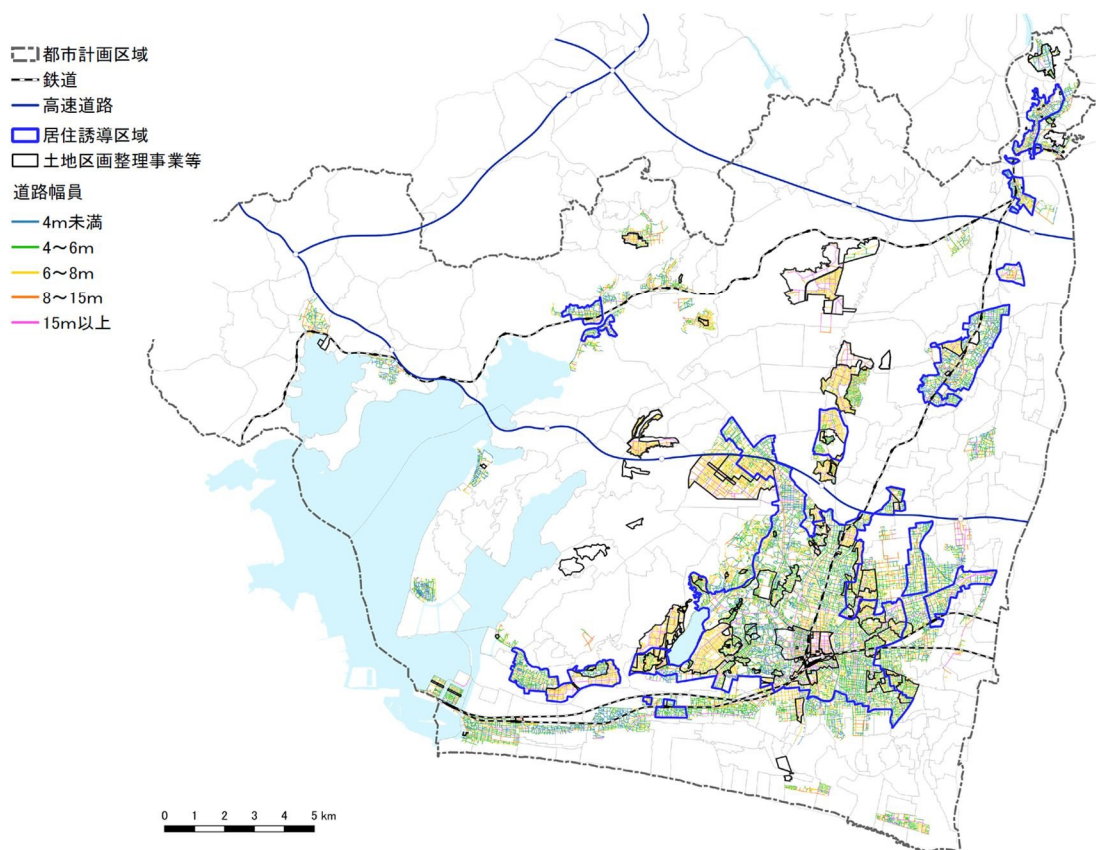 都市計画区域
鉄道
高速道路
居住誘導区域
土地区画整理事業等
道路幅員
4m未満
4～6m
6～8m
8～15m
15m以上
0 1 2 3 4 5 km